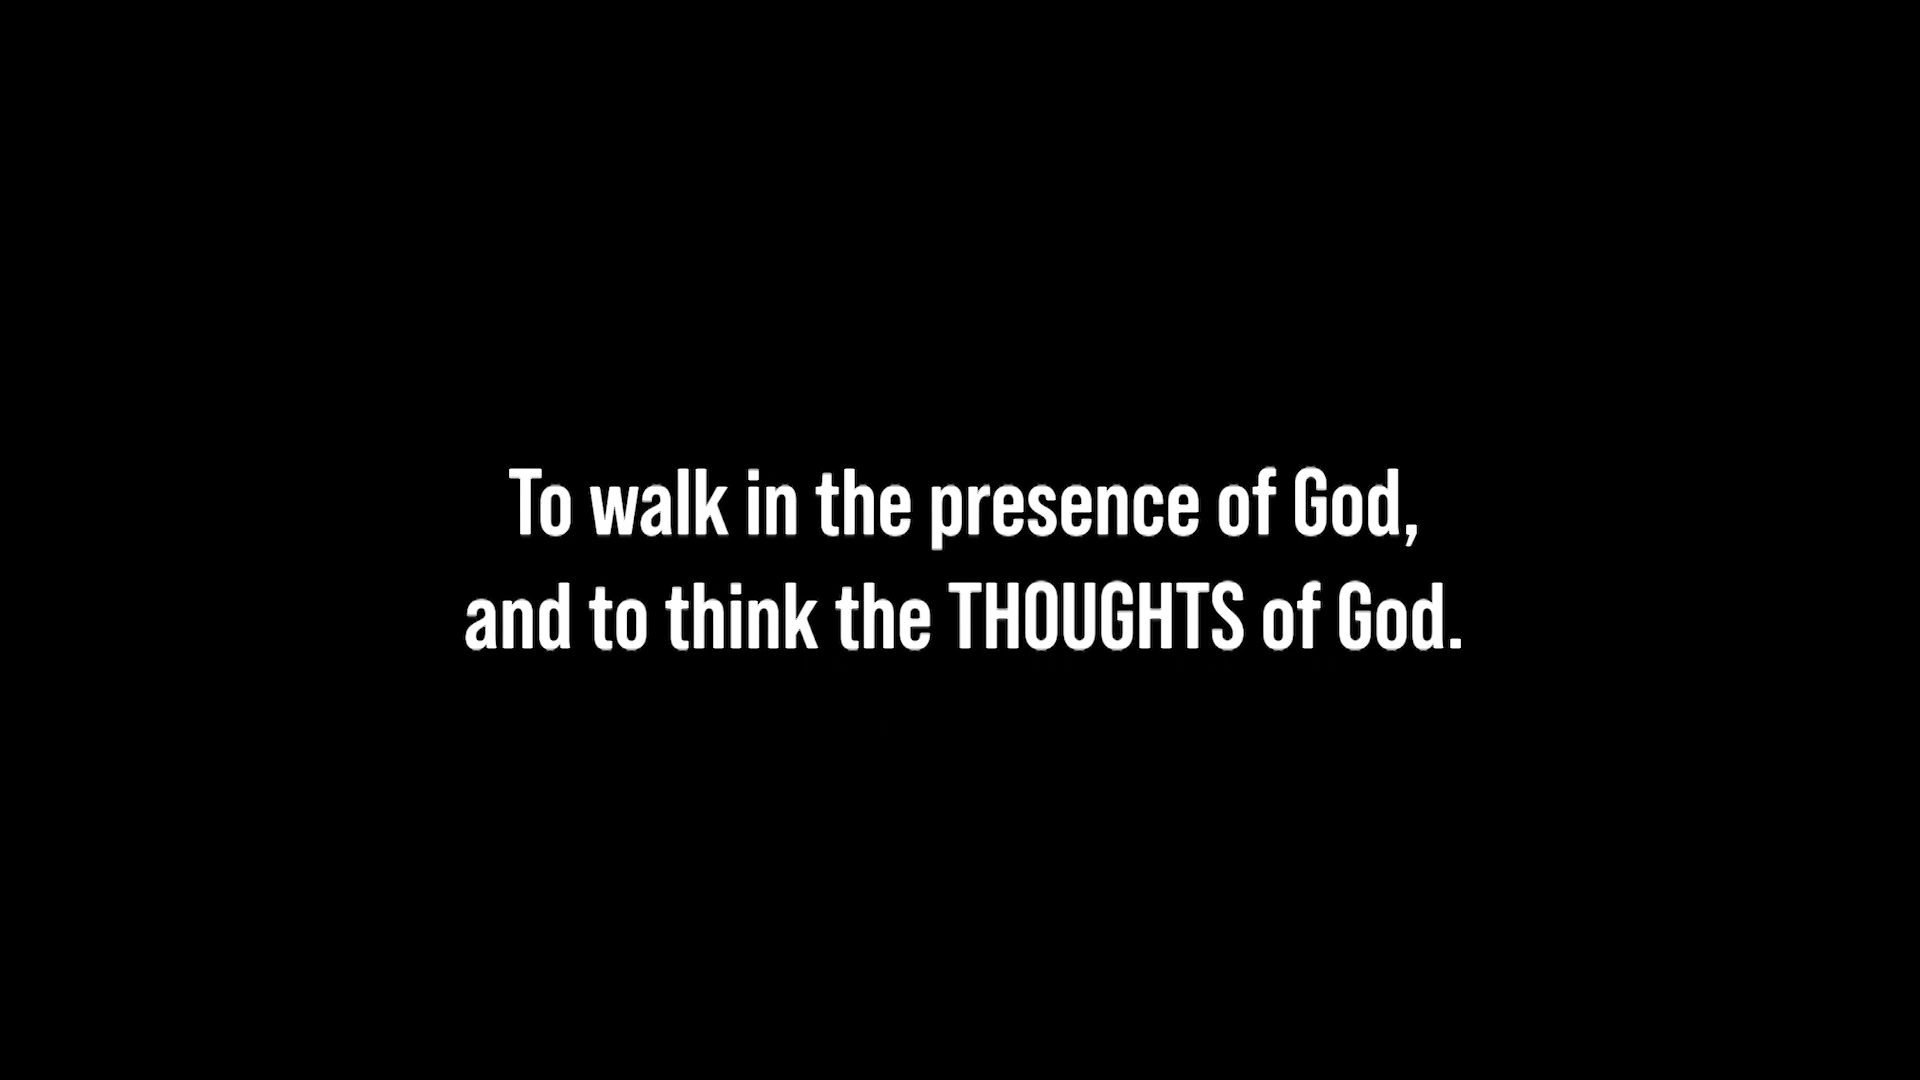 To walk in the presence of God,
and to think the THOUGHTS of God.